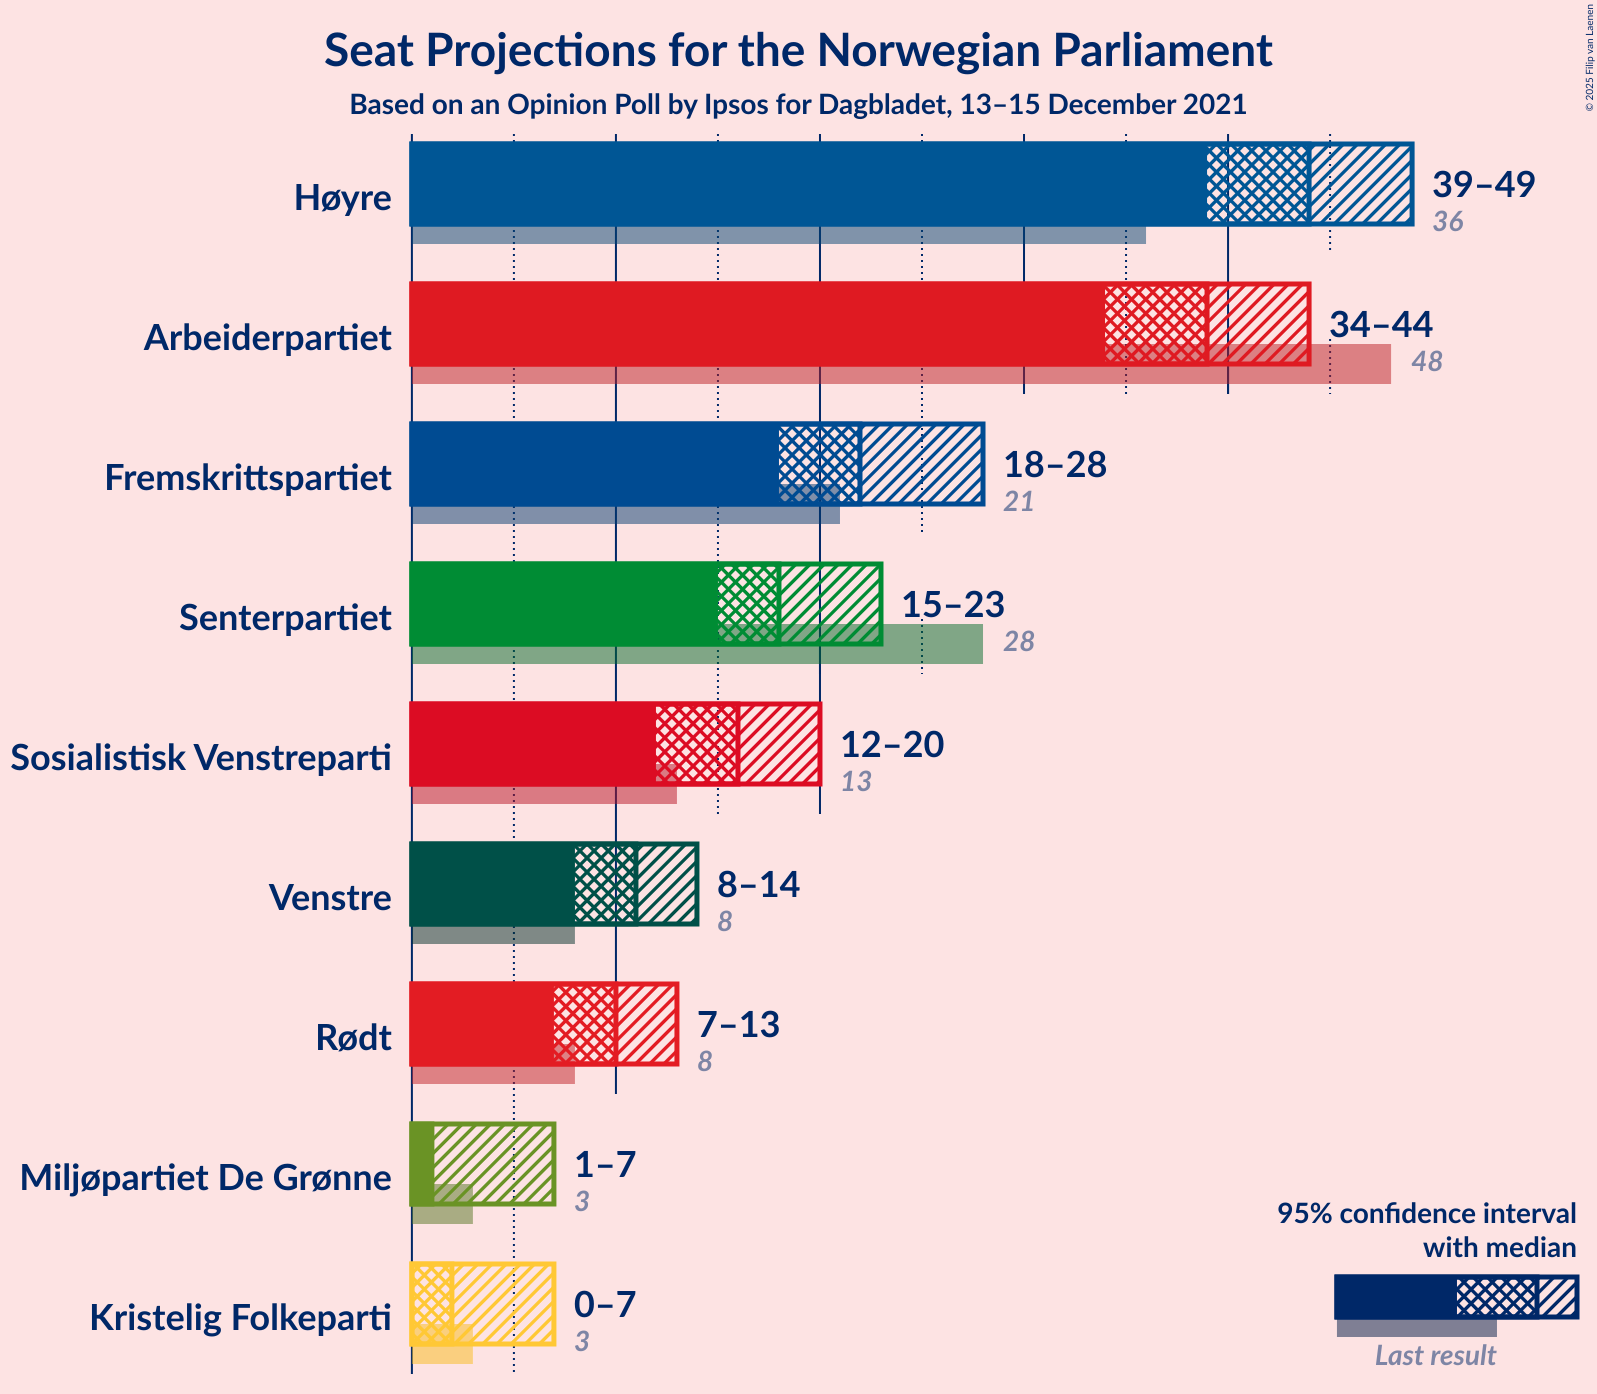 Seat Projections for the Norwegian Parliament
Based on an Opinion Poll by Ipsos for Dagbladet, 13–15 December 2021
© 2025 Filip van Laenen
Høyre
39–49
36
Arbeiderpartiet
34–44
48
Fremskrittspartiet
18–28
21
Senterpartiet
15–23
28
Sosialistisk Venstreparti
12–20
13
Venstre
8–14
8
Rødt
7–13
8
Miljøpartiet De Grønne
1–7
3
Kristelig Folkeparti
0–7
3
95% confidence interval
with median
Last result